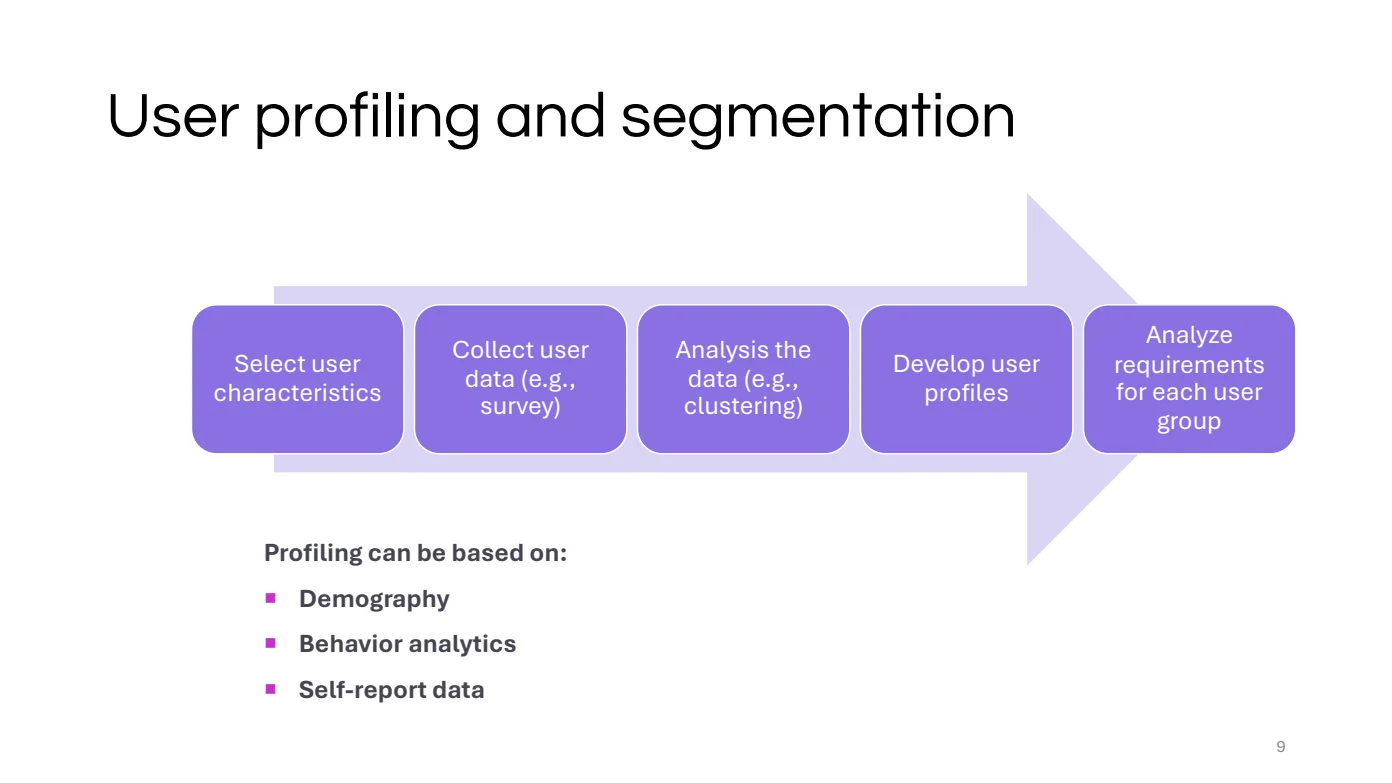 User profiling and segmentation
Select user
characteristics
Collect user
data (e.g.,
survey)
Analysis the
data (e.g.,
clustering)
Develop user
profiles
Analyze
requirements
for each user
group
Profiling can be based on:
Demography
Behavior analytics
Self-report data
9